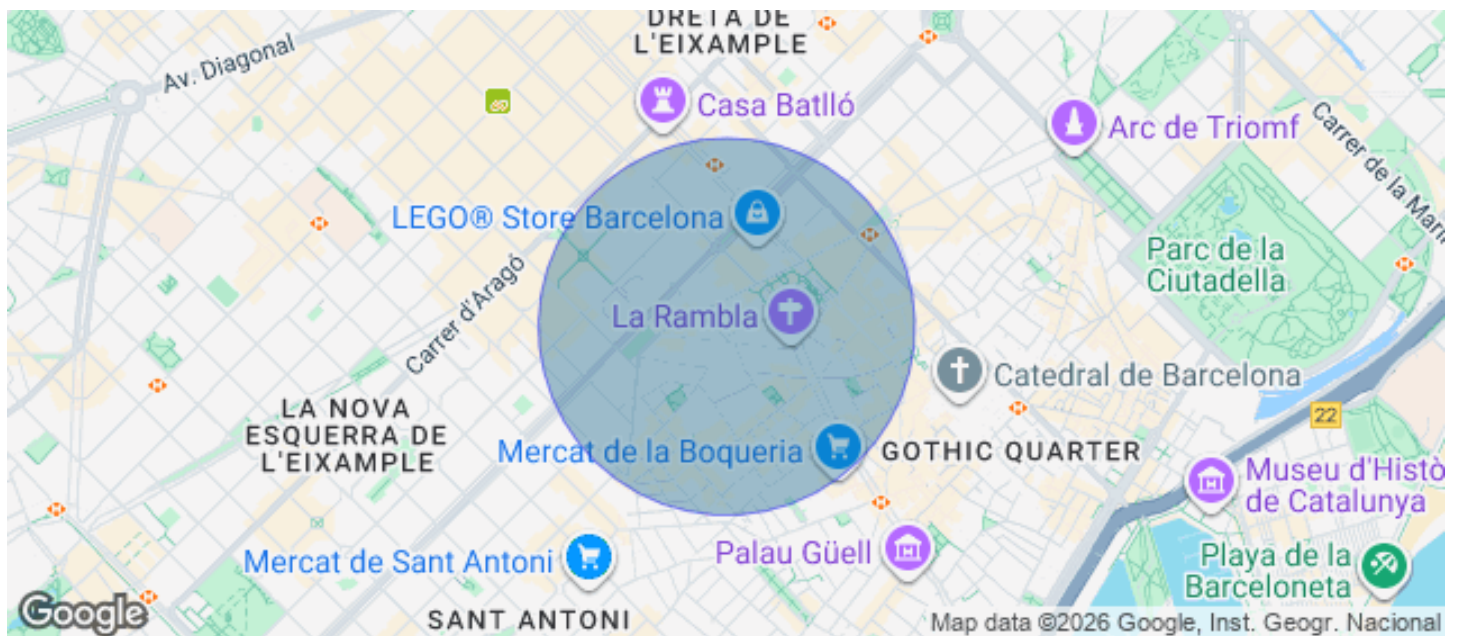 DRETA DE
L'EIXAMPLE
Av. Diagonal
Casa Batlló
Arc de Triomf
Carrer de la Marin
LEGO® Store Barcelona
Parc de la
Ciutadella
La Rambla
Carrer d'Aragó
Catedral de Barcelona
LA NOVA
ESQUERRA DE
L'EIXAMPLE
22
Mercat de la Boqueria
GOTHIC QUARTER
Museu d'Histò
de Catalunya
Mercat de Sant Antoni
Palau Güell
Playa de la
Barceloneta
Google
SANT ANTONI
Map data ©2026 Google, Inst. Geogr. Nacional